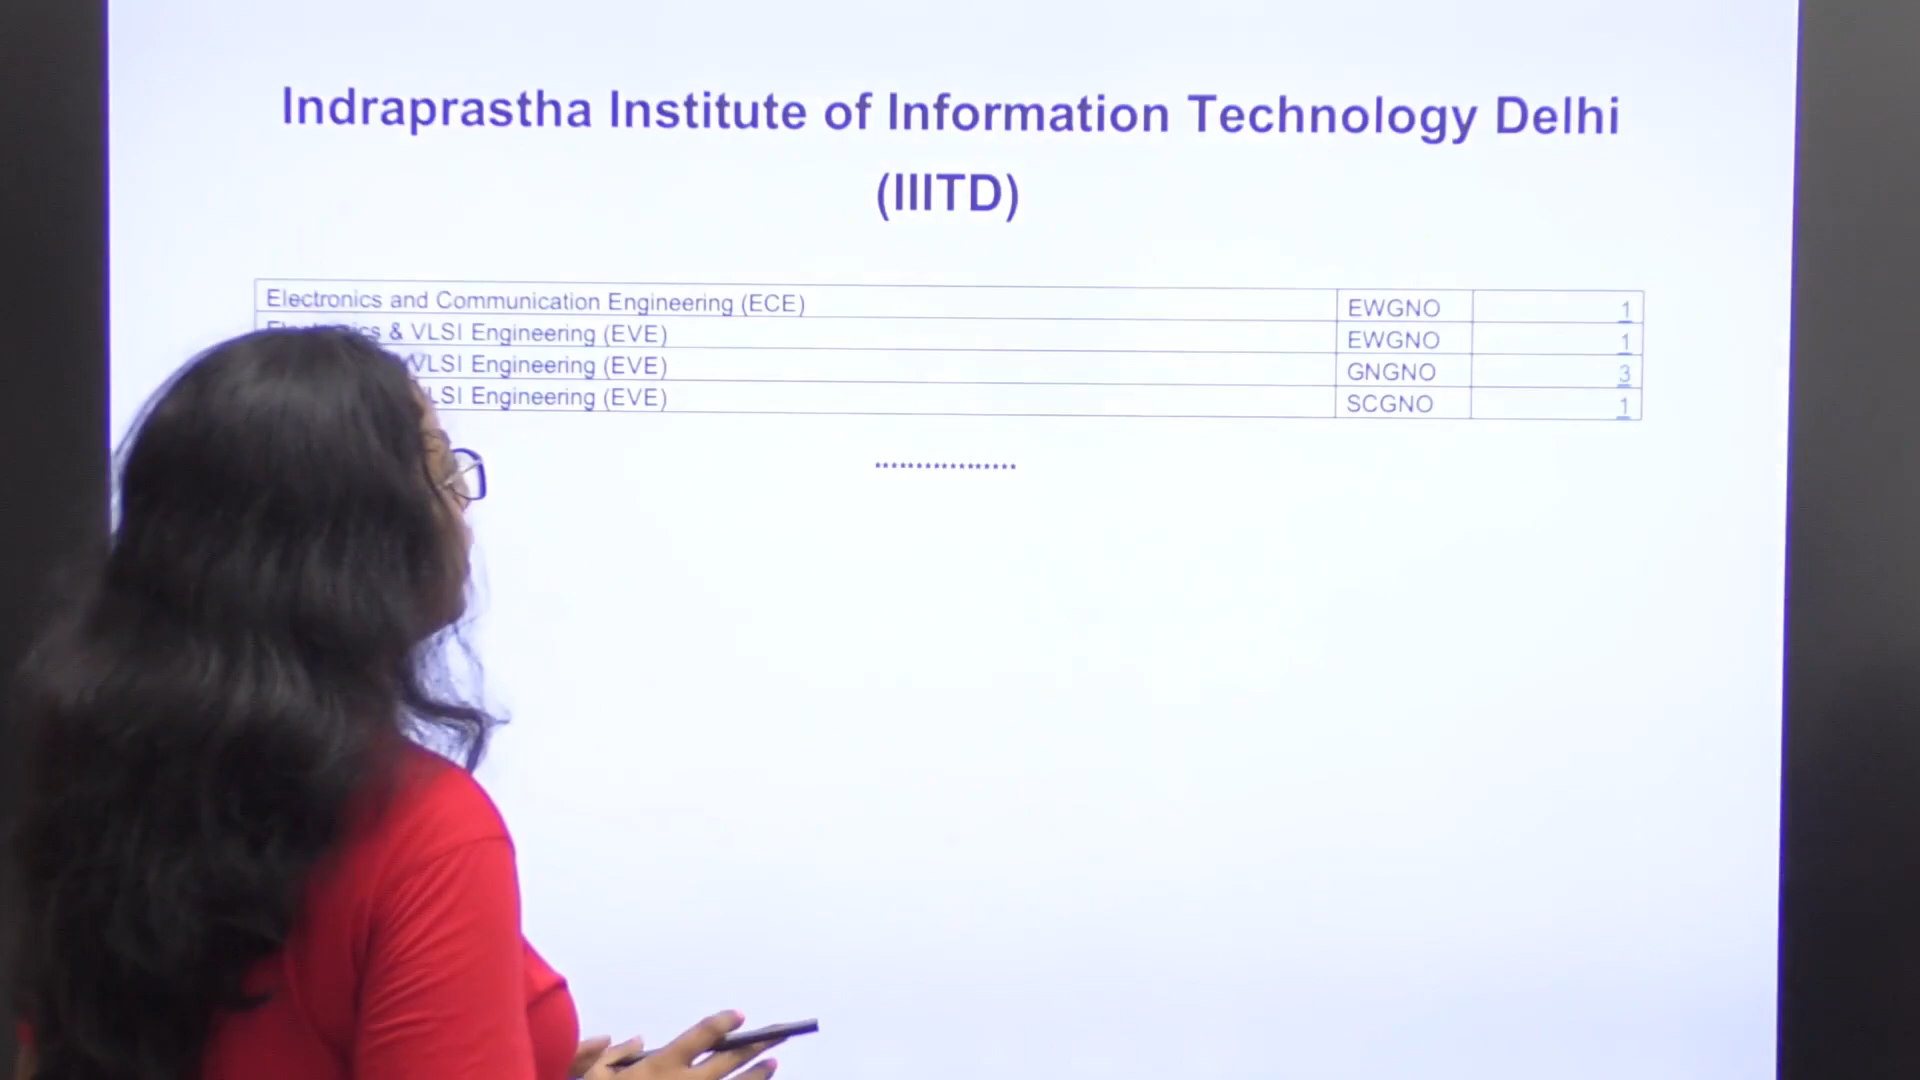 Indraprastha Institute of Information Technology Delhi
(IIITD)
Electronics and Communication Engineering (ECE) EWGNO 1
& VLSI Engineering (EVE) EWGNO 1
VLSI Engineering (EVE) GNGNO 3
Engineering (EVE) SCGNO 1
.................